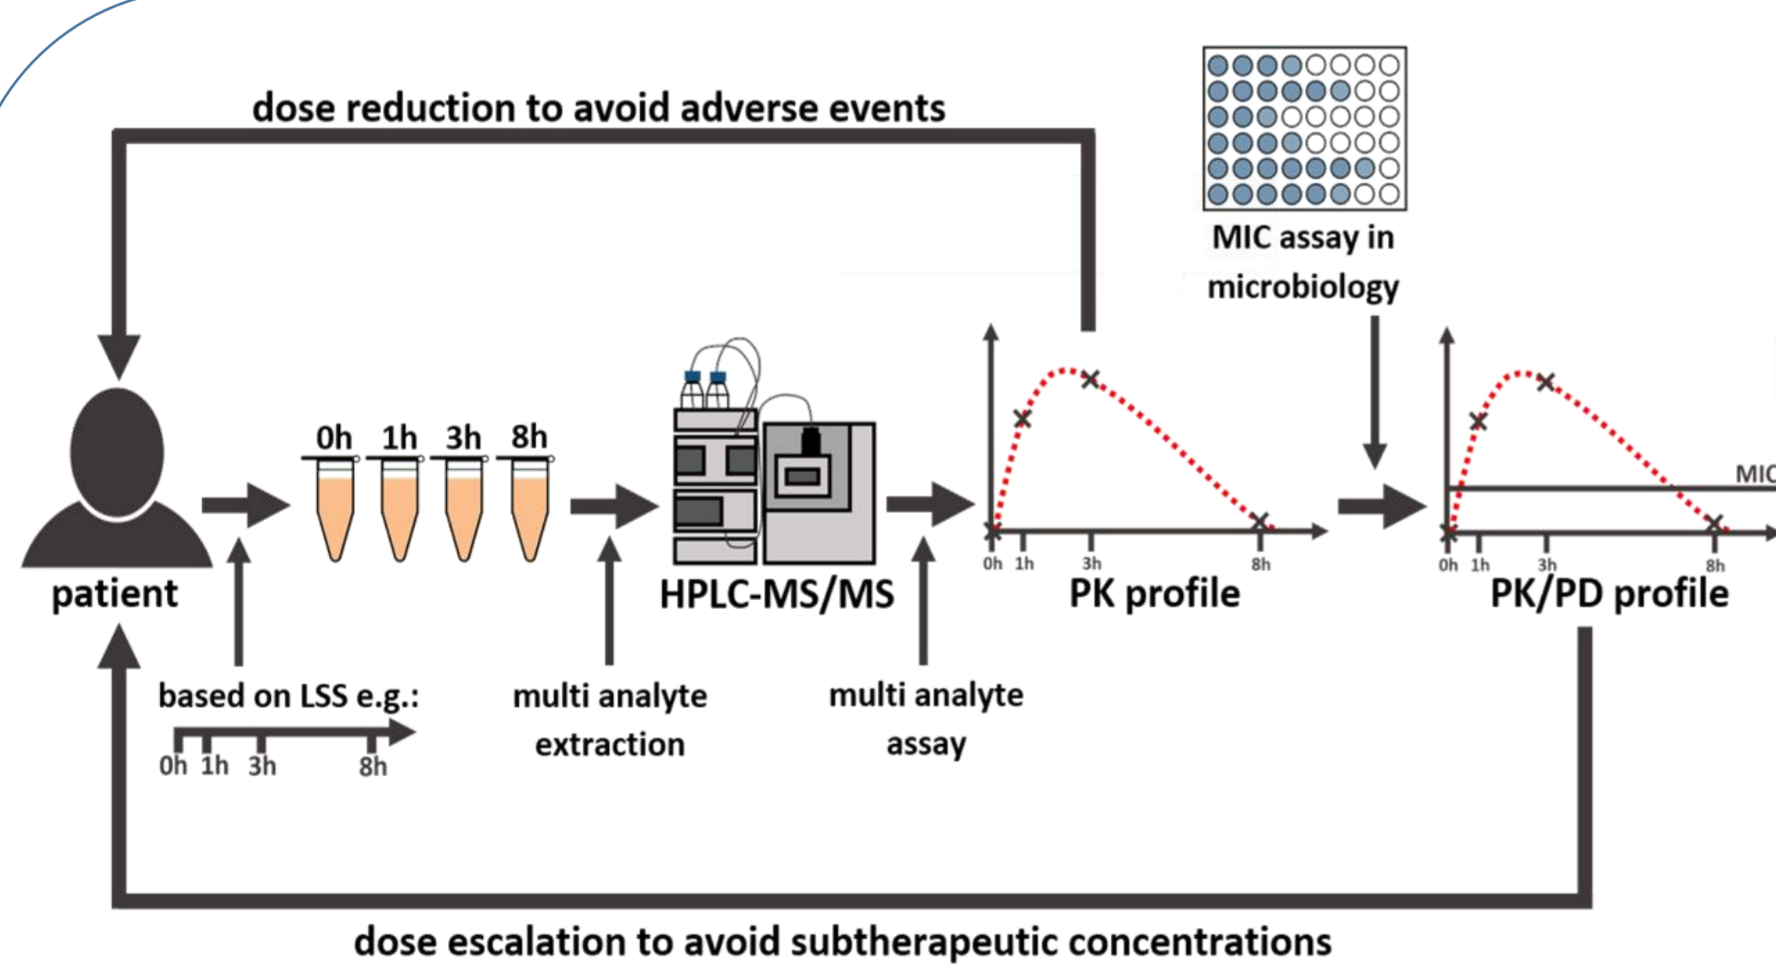 dose reduction to avoid adverse events
MIC assay in
microbiology
0h 1h 3h 8h
patient
HPLC-MS/MS
0h 1h 3h 8h
PK profile
MIC
0h 1h 3h 8h
PK/PD profile
based on LSS e.g.:
0h 1h 3h 8h
multi analyte
extraction
multi analyte
assay
dose escalation to avoid subtherapeutic concentrations